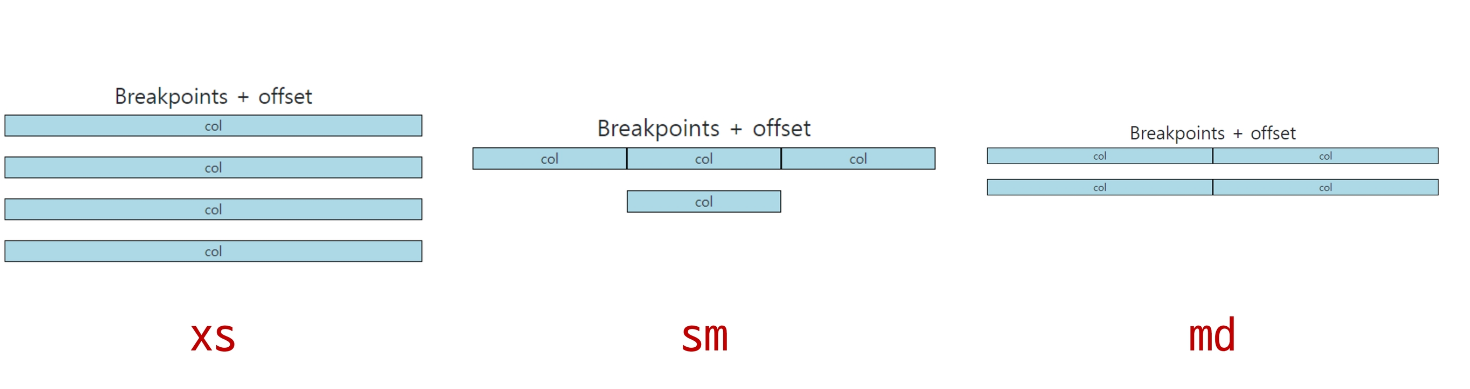 Breakpoints + offset
col
col
col
col
xs
Breakpoints + offset
col col col
col
sm
Breakpoints + offset
col col
col col
md